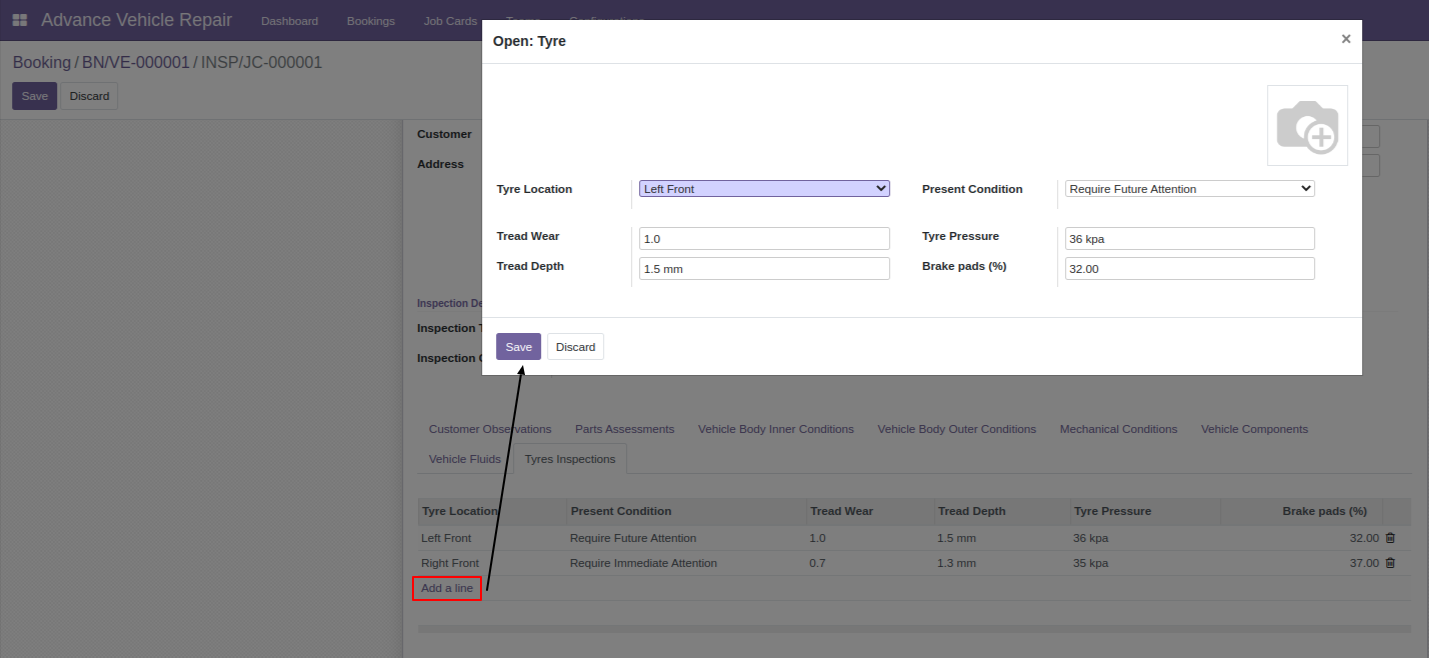 Advance Vehicle Repair Dashboard Bookings Job Cards Teams Configurations
Open: Tyre ×
Booking / BN/VE-000001 / INSP/JC-000001
Save Discard
Customer
Address
Tyre Location Left Front Present Condition Require Future Attention
Tread Wear 1.0 Tyre Pressure 36 kpa
Tread Depth 1.5 mm Brake pads (%) 32.00
Inspection De
Inspection T
Save Discard
Inspection
Customer Observations Parts Assessments Vehicle Body Inner Conditions Vehicle Body Outer Conditions Mechanical Conditions Vehicle Components
Vehicle Fluids Tyres Inspections
Tyre Location Present Condition Tread Wear Tread Depth Tyre Pressure Brake pads (%)
Left Front Require Future Attention 1.0 1.5 mm 36 kpa 32.00
Right Front Require Immediate Attention 0.7 1.3 mm 35 kpa 37.00
Add a line